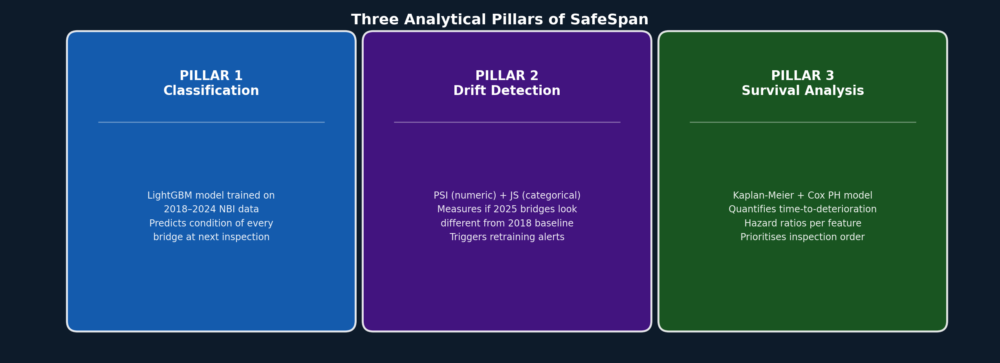 Three Analytical Pillars of SafeSpan
PILLAR 1
Classification
LightGBM model trained on
2018–2024 NBI data
Predicts condition of every
bridge at next inspection
PILLAR 2
Drift Detection
PSI (numeric) + JS (categorical)
Measures if 2025 bridges look
different from 2018 baseline
Triggers retraining alerts
PILLAR 3
Survival Analysis
Kaplan-Meier + Cox PH model
Quantifies time-to-deterioration
Hazard ratios per feature
Prioritises inspection order